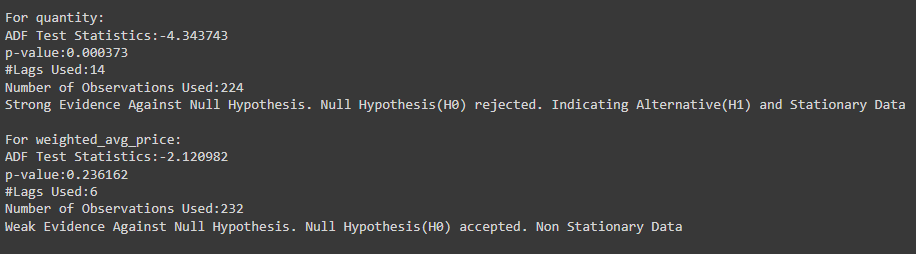 For quantity:
ADF Test Statistics:-4.343743
p-value:0.000373
#Lags Used:14
Number of Observations Used:224
Strong Evidence Against Null Hypothesis. Null Hypothesis(H0) rejected. Indicating Alternative(H1) and Stationary Data
For weighted_avg_price:
ADF Test Statistics:-2.120982
p-value:0.236162
#Lags Used:6
Number of Observations Used:232
Weak Evidence Against Null Hypothesis. Null Hypothesis(H0) accepted. Non Stationary Data